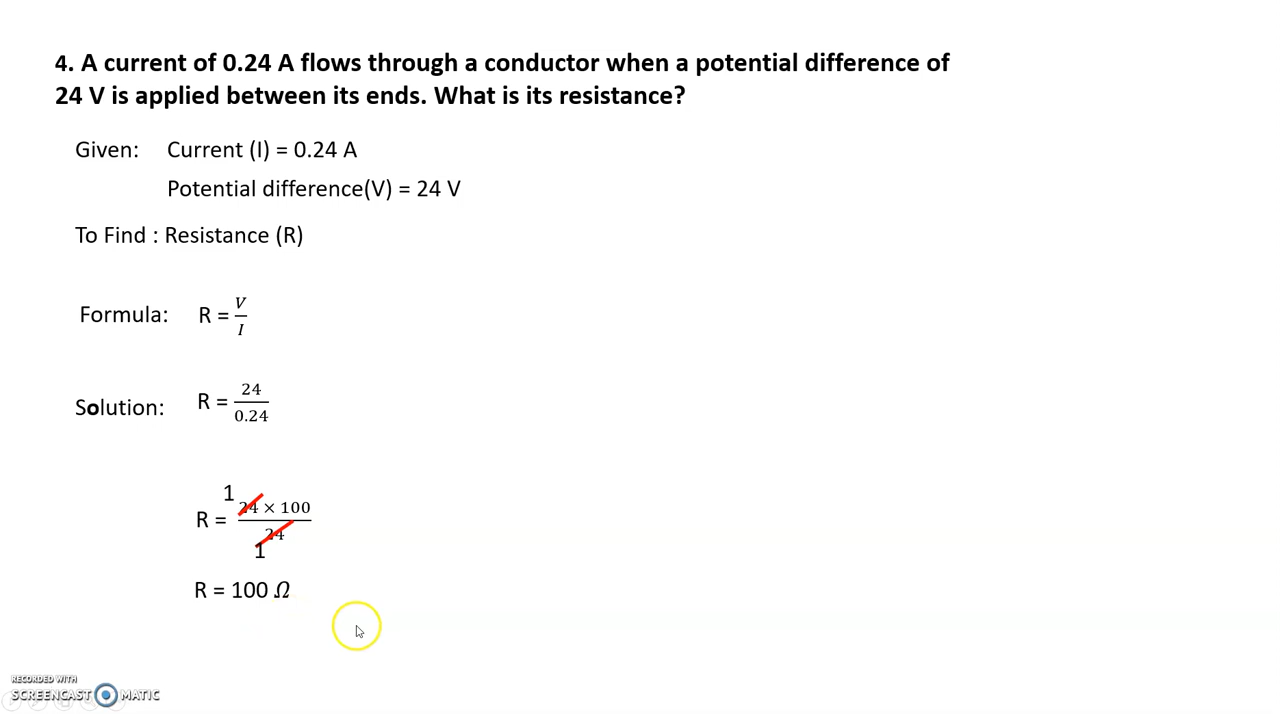 4. A current of 0.24 A flows through a conductor when a potential difference of
24 V is applied between its ends. What is its resistance?
Given: Current (I) = 0.24 A
Potential difference(V) = 24 V
To Find : Resistance (R)
Formula: R = V/I
Solution: R = 24/0.24
1
R = 24 × 100/24
1
R = 100 Ω
RECORDED WITH
SCREENCAST MATIC